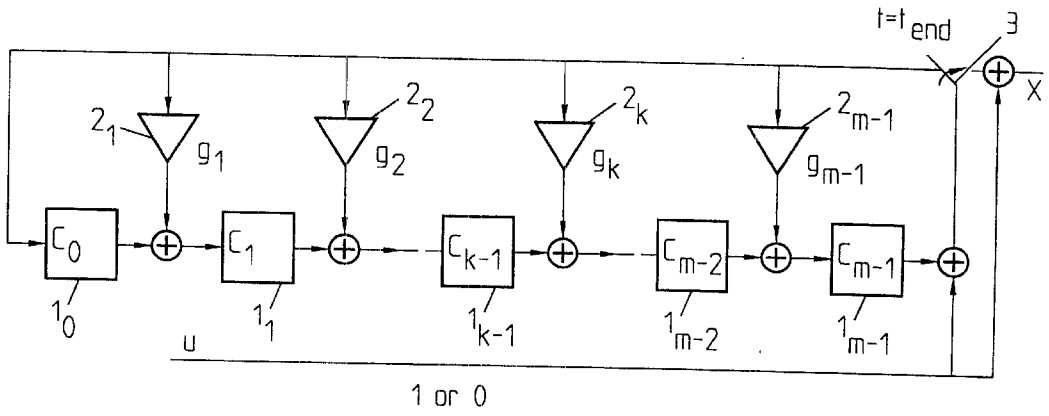 t=t_end 3
X
2_1 g_1
2_2 g_2
2_k g_k
2_m-1 g_m-1
C_0 C_1 C_k-1 C_m-2 C_m-1
1_0 1_1 1_k-1 1_m-2 1_m-1
u
1 or 0